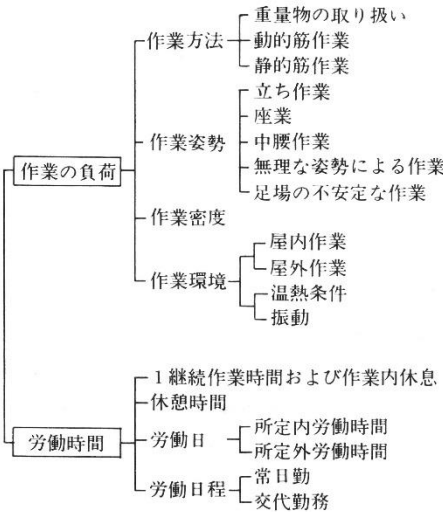 重量物の取り扱い
作業方法
動的筋作業
静的筋作業
立ち作業
座業
作業姿勢
中腰作業
無理な姿勢による作業
作業の負荷
足場の不安定な作業
作業密度
屋内作業
屋外作業
作業環境
温熱条件
振動
1継続作業時間および作業内休息
休憩時間
所定内労働時間
労働時間
労働日
所定外労働時間
常日勤
労働日程
交代勤務